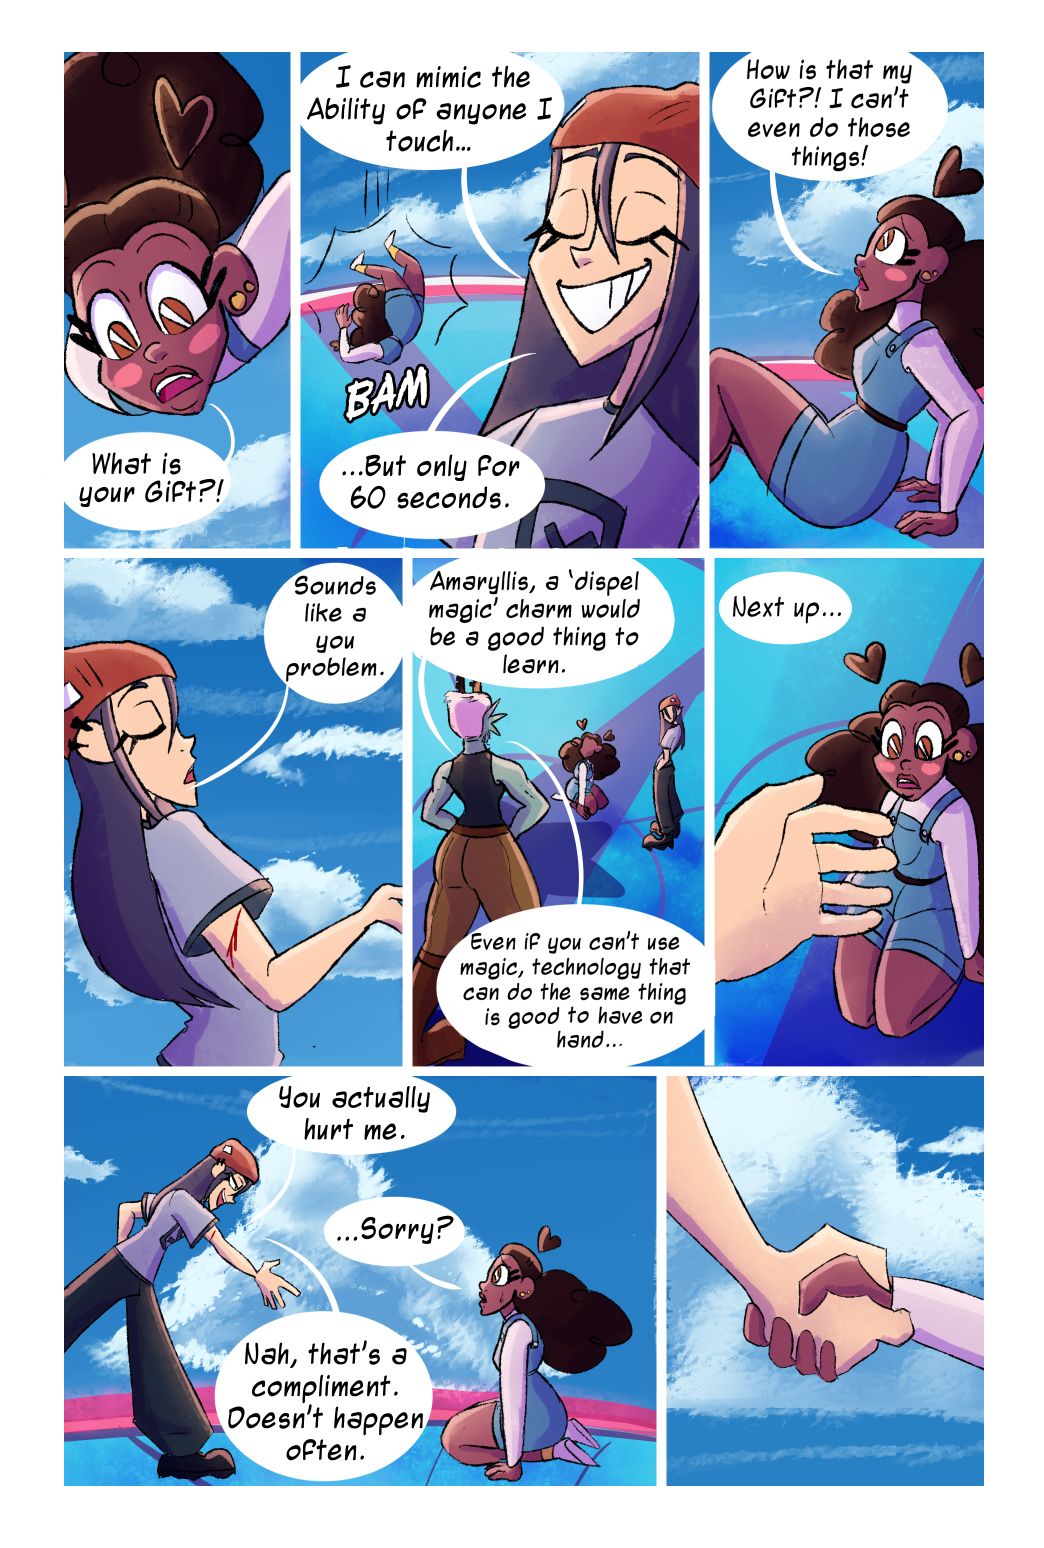 What is
your Gift?!
I can mimic the
Ability of anyone I
touch...
BAM
...But only for
60 seconds.
How is that my
Gift?! I can't
even do those
things!
Sounds
like a
you
problem.
Amaryllis, a 'dispel
magic' charm would
be a good thing to
learn.
Even if you can't use
magic, technology that
can do the same thing
is good to have on
hand...
Next up...
You actually
hurt me.
...Sorry?
Nah, that's a
compliment.
Doesn't happen
often.